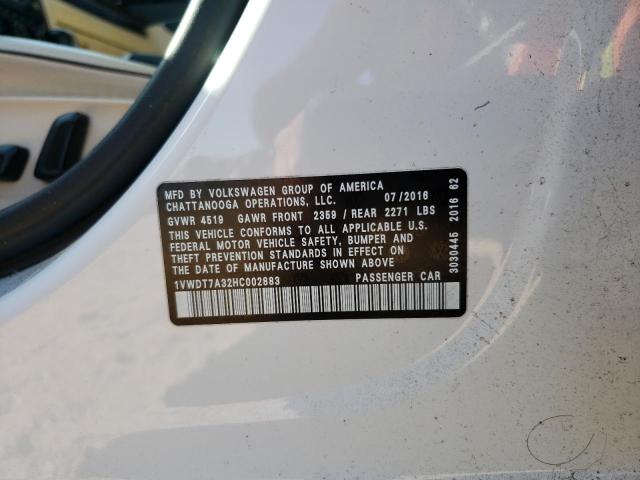 MFD BY VOLKSWAGEN GROUP OF AMERICA
CHATTANOOGA OPERATIONS, LLC. 07/2016
GVWR 4519 GAWR FRONT 2359 / REAR 2271 LBS
THIS VEHICLE CONFORMS TO ALL APPLICABLE U.S.
FEDERAL MOTOR VEHICLE SAFETY, BUMPER AND
THEFT PREVENTION STANDARDS IN EFFECT ON
THE DATE OF MANUFACTURE SHOWN ABOVE
1VWDT7A32HC002883 PASSENGER CAR
3030445 2016 62